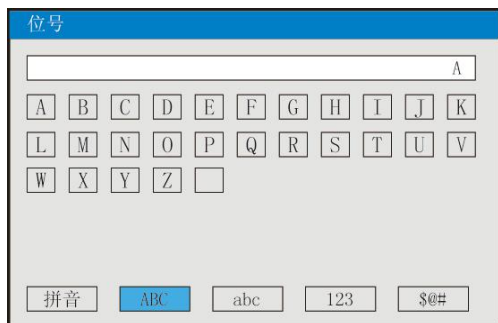 位号
A
A B C D E F G H I J K
L M N O P Q R S T U V
W X Y Z
拼音 ABC abc 123 $@#